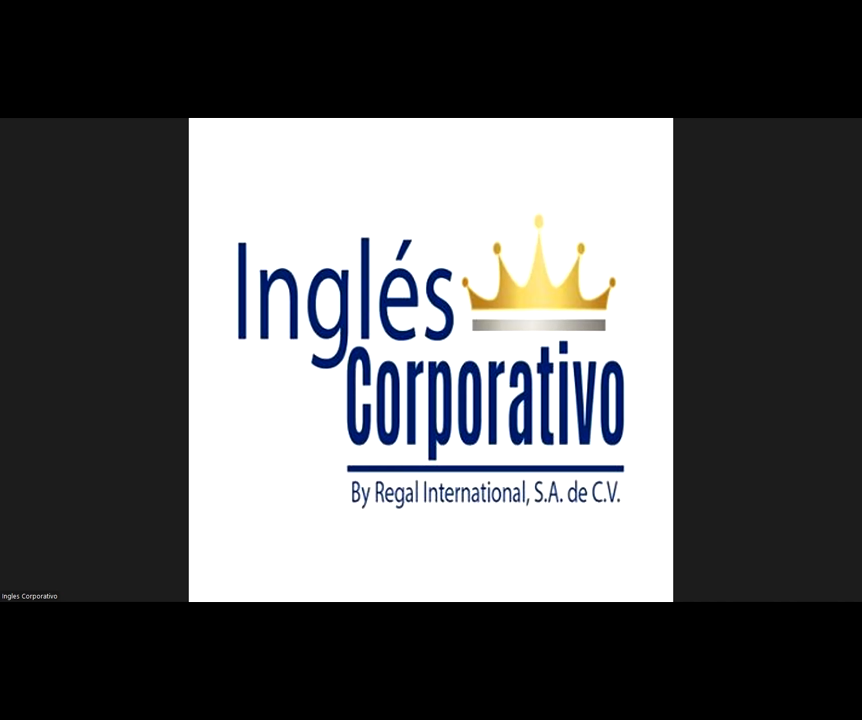 Inglés
Corporativo
By Regal International, S.A. de C.V.
Ingles Corporativo